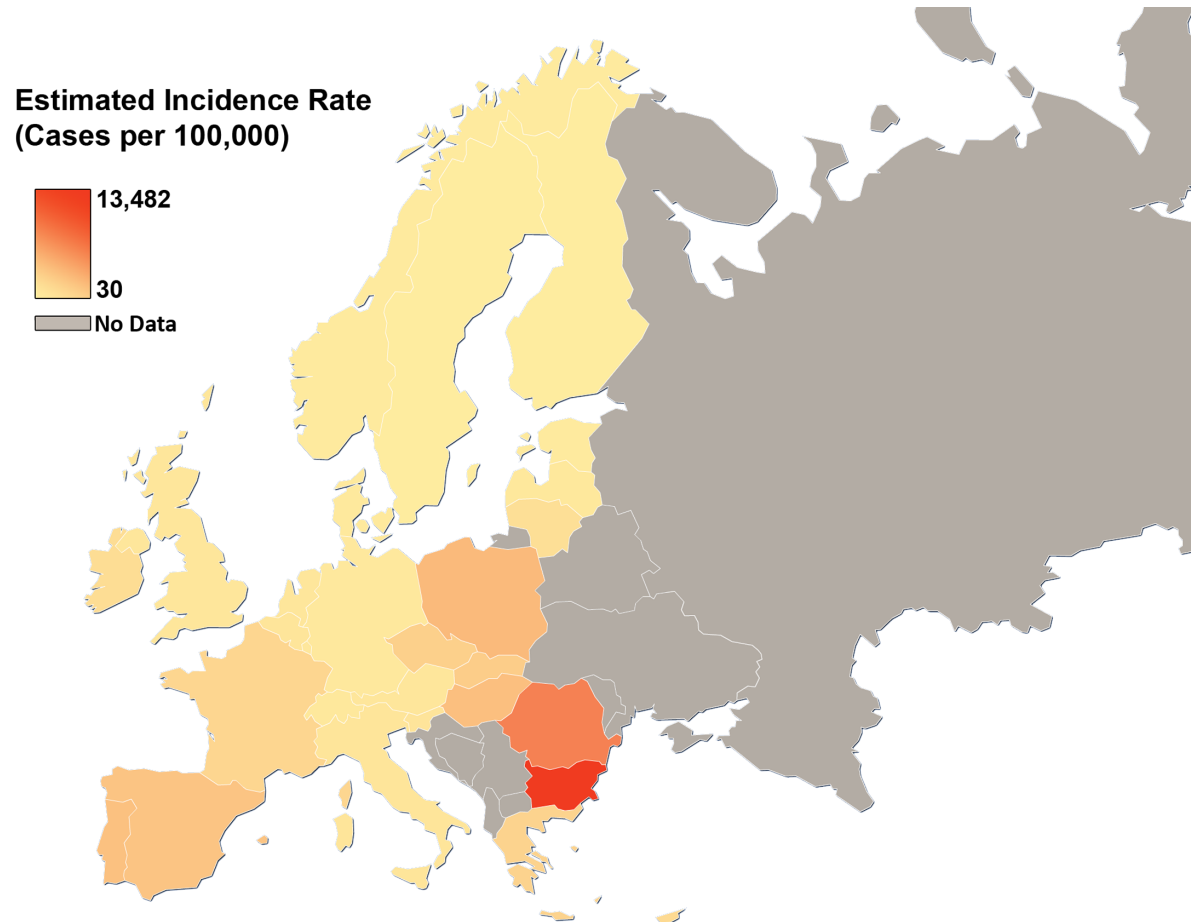 Estimated Incidence Rate
(Cases per 100,000)
13,482
30
No Data